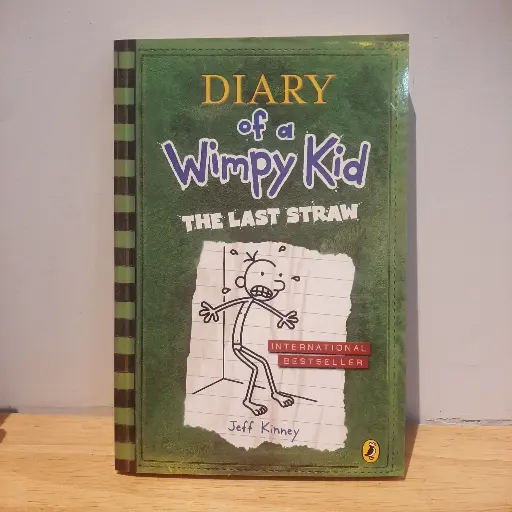 DIARY
of a
Wimpy Kid
THE LAST STRAW
INTERNATIONAL
BESTSELLER
Jeff Kinney